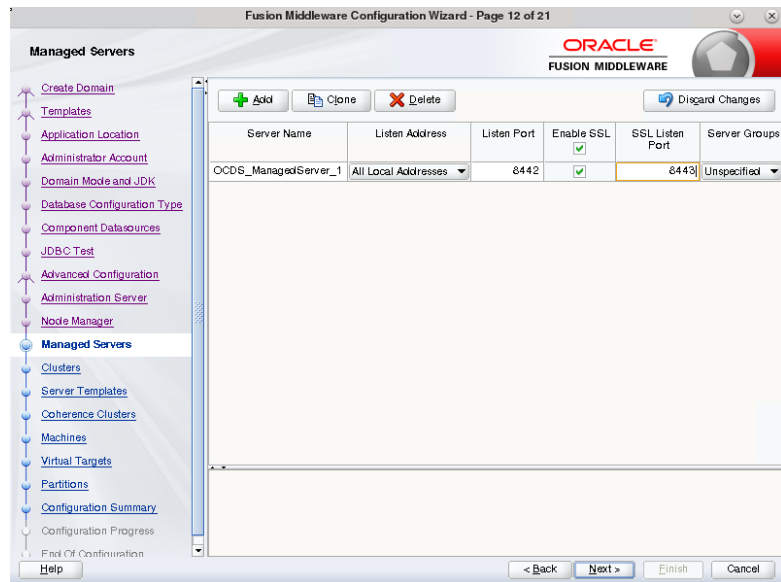 Fusion Middleware Configuration Wizard - Page 12 of 21
Managed Servers
ORACLE
FUSION MIDDLEWARE
Create Domain
Templates
Application Location
Administrator Account
Domain Mode and JDK
Database Configuration Type
Component Datasources
JDBC Test
Advanced Configuration
Administration Server
Node Manager
Managed Servers
Clusters
Server Templates
Coherence Clusters
Machines
Virtual Targets
Partitions
Configuration Summary
Configuration Progress
End Of Configuration
Add Clone Delete Discard Changes
Server Name Listen Address Listen Port Enable SSL SSL Listen Port Server Groups
OCDS_ManagedServer_1 All Local Addresses 8442 8443 Unspecified
Help < Back Next > Finish Cancel